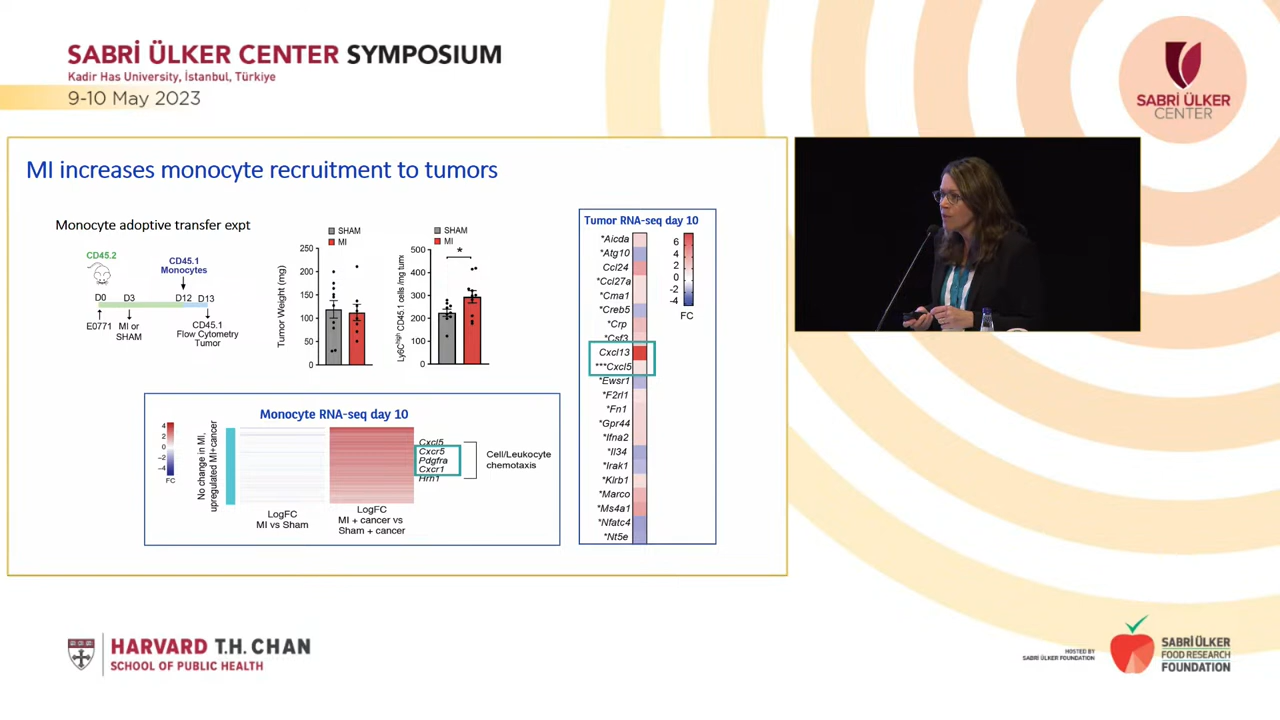 SABRİ ÜLKER CENTER SYMPOSIUM
Kadir Has University, İstanbul, Türkiye
9-10 May 2023
SABRİ ÜLKER
CENTER
MI increases monocyte recruitment to tumors
Monocyte adoptive transfer expt
CD45.2
CD45.1
Monocytes
D0
D3
D12
D13
E0771
MI or
SHAM
CD45.1
Flow Cytometry
Tumor
SHAM
MI
250
200
150
100
50
0
Tumor Weight (mg)
SHAM
MI
*
500
400
300
200
100
0
Ly6Chigh CD45.1 cells /mg tumo
Tumor RNA-seq day 10
*Aicda
*Atg10
Ccl24
*Ccl27a
*Cma1
*Creb5
*Crp
*Csf3
Cxcl13
***Cxcl5
*Ewsr1
*F2rl1
*Fn1
*Gpr44
*Ifna2
*Il34
*Irak1
*Klrb1
*Marco
*Ms4a1
*Nfatc4
*Nt5e
6
4
2
0
-2
-4
FC
Monocyte RNA-seq day 10
4
2
0
-2
-4
FC
No change in MI,
upregulated MI+cancer
Cxcl5
Cxcr5
Pdgfra
Cxcr1
Hrh1
Cell/Leukocyte
chemotaxis
LogFC
MI vs Sham
LogFC
MI + cancer vs
Sham + cancer
HARVARD T.H. CHAN
SCHOOL OF PUBLIC HEALTH
HOSTED BY
SABRİ ÜLKER FOUNDATION
SABRİ ÜLKER
FOOD RESEARCH
FOUNDATION